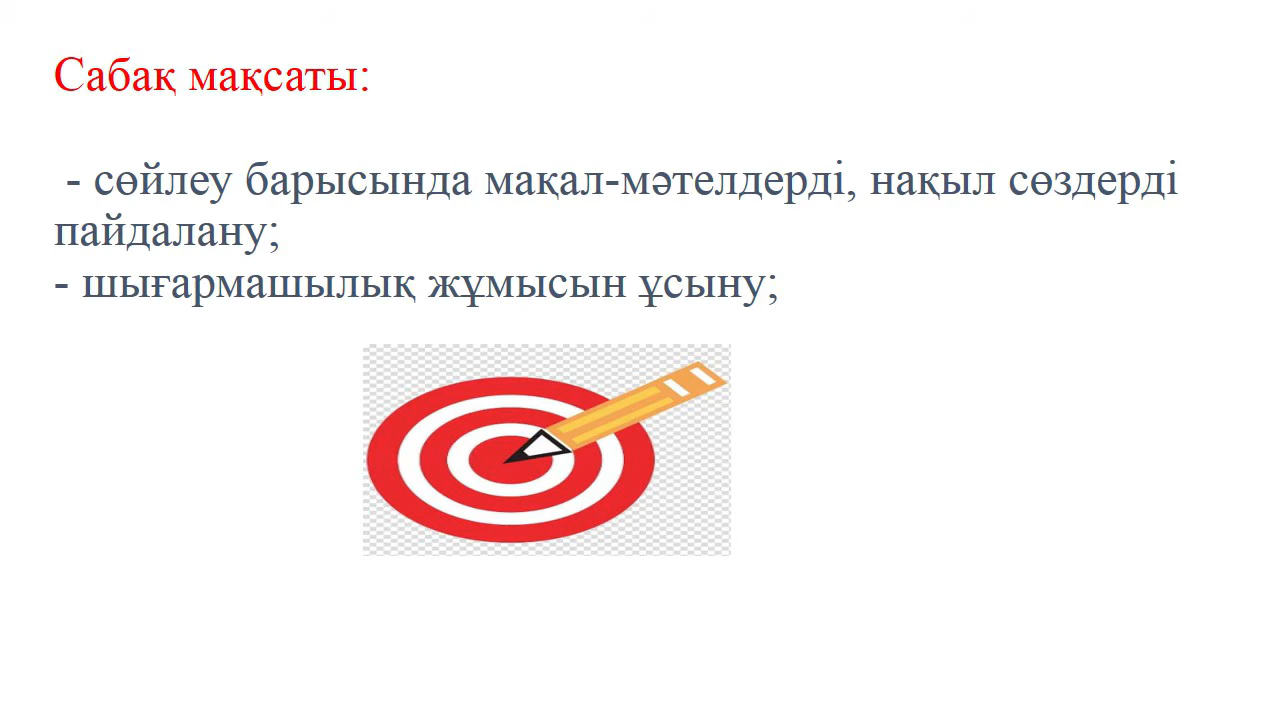 Сабақ мақсаты:
- сөйлеу барысында мақал-мәтелдерді, нақыл сөздерді
пайдалану;
- шығармашылық жұмысын ұсыну;